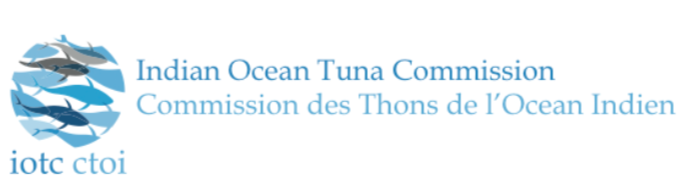 Indian Ocean Tuna Commission
Commission des Thons de l'Ocean Indien
iotc ctoi